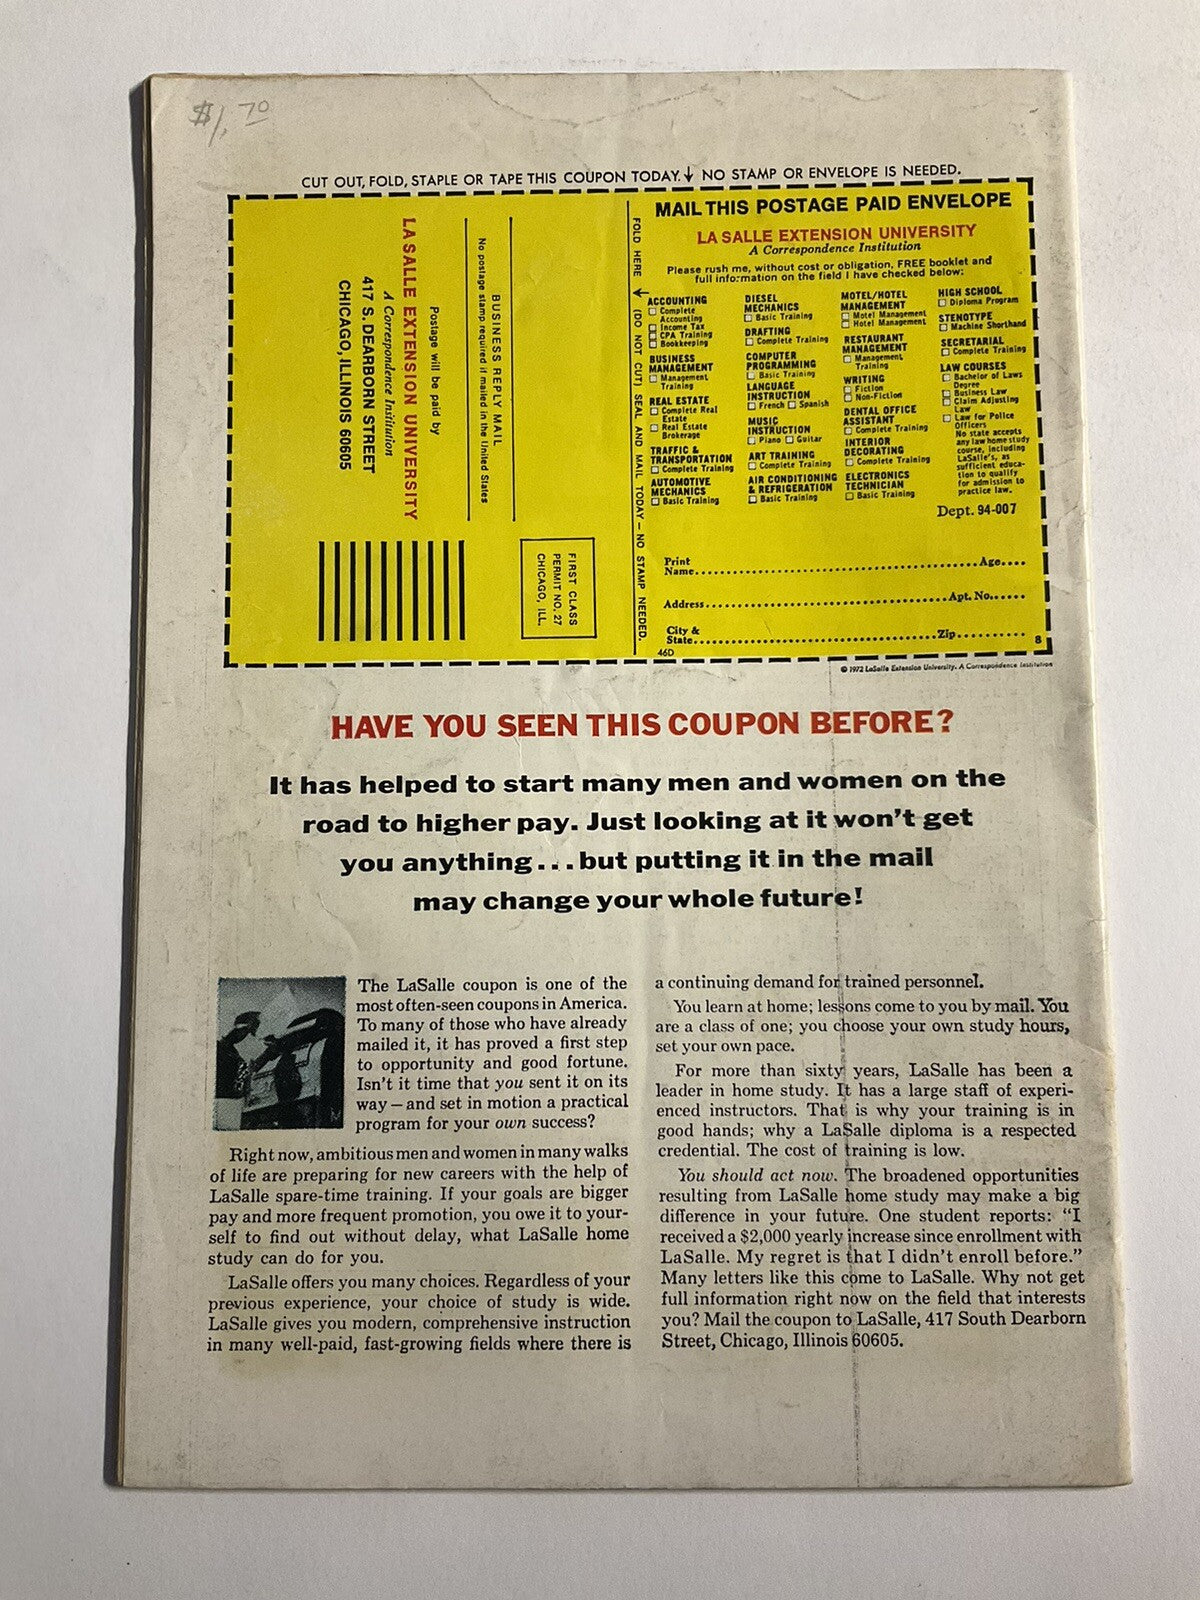 $1.70
CUT OUT, FOLD, STAPLE OR TAPE THIS COUPON TODAY. ↓ NO STAMP OR ENVELOPE IS NEEDED.
BUSINESS REPLY MAIL
No postage stamp required if mailed in the United States
Postage will be paid by
LA SALLE EXTENSION UNIVERSITY
A Correspondence Institution
417 S. DEARBORN STREET
CHICAGO, ILLINOIS 60605
FIRST CLASS
PERMIT NO. 27
CHICAGO, ILL.
FOLD HERE → (DO NOT CUT) SEAL AND MAIL TODAY — NO STAMP NEEDED.
MAIL THIS POSTAGE PAID ENVELOPE
LA SALLE EXTENSION UNIVERSITY
A Correspondence Institution
Please rush me, without cost or obligation, FREE booklet and
full information on the field I have checked below:
ACCOUNTING
Complete
Accounting
Income Tax
CPA Training
Bookkeeping
BUSINESS
MANAGEMENT
Management
Training
REAL ESTATE
Complete Real
Estate
Real Estate
Brokerage
TRAFFIC &
TRANSPORTATION
Complete Training
AUTOMOTIVE
MECHANICS
Basic Training
DIESEL
MECHANICS
Basic Training
DRAFTING
Complete Training
COMPUTER
PROGRAMMING
Basic Training
LANGUAGE
INSTRUCTION
French Spanish
MUSIC
INSTRUCTION
Piano Guitar
ART TRAINING
Complete Training
AIR CONDITIONING
& REFRIGERATION
Basic Training
MOTEL/HOTEL
MANAGEMENT
Motel Management
Hotel Management
RESTAURANT
MANAGEMENT
Management
Training
WRITING
Fiction
Non-Fiction
DENTAL OFFICE
ASSISTANT
Complete Training
INTERIOR
DECORATING
Complete Training
ELECTRONICS
TECHNICIAN
Basic Training
HIGH SCHOOL
Diploma Program
STENOTYPE
Machine Shorthand
SECRETARIAL
Complete Training
LAW COURSES
Bachelor of Laws
Degree
Business Law
Claim Adjusting
Law
Law for Police
Officers
No state accepts
any law home study
course, including
LaSalle's, as
sufficient educa-
tion to qualify
for admission to
practice law.
Dept. 94-007
Print
Name..........Age....
Address..........Apt. No......
City &
State..........Zip..........
46D 8
© 1972 LaSalle Extension University. A Correspondence Institution
HAVE YOU SEEN THIS COUPON BEFORE?
It has helped to start many men and women on the
road to higher pay. Just looking at it won't get
you anything...but putting it in the mail
may change your whole future!
The LaSalle coupon is one of the
most often-seen coupons in America.
To many of those who have already
mailed it, it has proved a first step
to opportunity and good fortune.
Isn't it time that you sent it on its
way—and set in motion a practical
program for your own success?
Right now, ambitious men and women in many walks
of life are preparing for new careers with the help of
LaSalle spare-time training. If your goals are bigger
pay and more frequent promotion, you owe it to your-
self to find out without delay, what LaSalle home
study can do for you.
LaSalle offers you many choices. Regardless of your
previous experience, your choice of study is wide.
LaSalle gives you modern, comprehensive instruction
in many well-paid, fast-growing fields where there is
a continuing demand for trained personnel.
You learn at home; lessons come to you by mail. You
are a class of one; you choose your own study hours,
set your own pace.
For more than sixty years, LaSalle has been a
leader in home study. It has a large staff of experi-
enced instructors. That is why your training is in
good hands; why a LaSalle diploma is a respected
credential. The cost of training is low.
You should act now. The broadened opportunities
resulting from LaSalle home study may make a big
difference in your future. One student reports: "I
received a $2,000 yearly increase since enrollment with
LaSalle. My regret is that I didn't enroll before."
Many letters like this come to LaSalle. Why not get
full information right now on the field that interests
you? Mail the coupon to LaSalle, 417 South Dearborn
Street, Chicago, Illinois 60605.